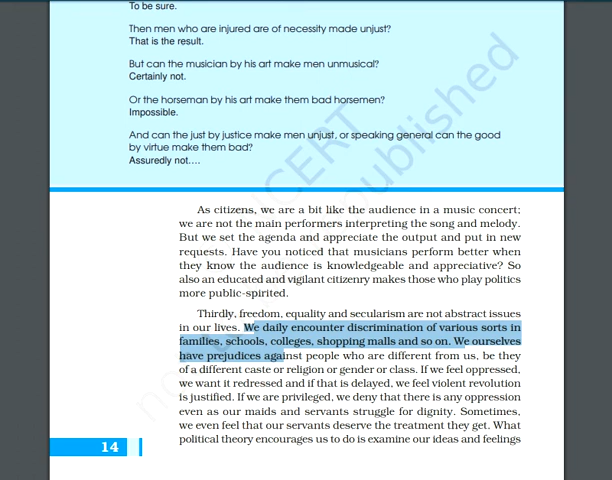 To be sure.
Then men who are injured are of necessity made unjust?
That is the result.
But can the musician by his art make men unmusical?
Certainly not.
Or the horseman by his art make them bad horsemen?
Impossible.
And can the just by justice make men unjust, or speaking general can the good
by virtue make them bad?
Assuredly not....
As citizens, we are a bit like the audience in a music concert;
we are not the main performers interpreting the song and melody.
But we set the agenda and appreciate the output and put in new
requests. Have you noticed that musicians perform better when
they know the audience is knowledgeable and appreciative? So
also an educated and vigilant citizenry makes those who play politics
more public-spirited.
Thirdly, freedom, equality and secularism are not abstract issues
in our lives. We daily encounter discrimination of various sorts in
families, schools, colleges, shopping malls and so on. We ourselves
have prejudices against people who are different from us, be they
of a different caste or religion or gender or class. If we feel oppressed,
we want it redressed and if that is delayed, we feel violent revolution
is justified. If we are privileged, we deny that there is any oppression
even as our maids and servants struggle for dignity. Sometimes,
we even feel that our servants deserve the treatment they get. What
political theory encourages us to do is examine our ideas and feelings
14